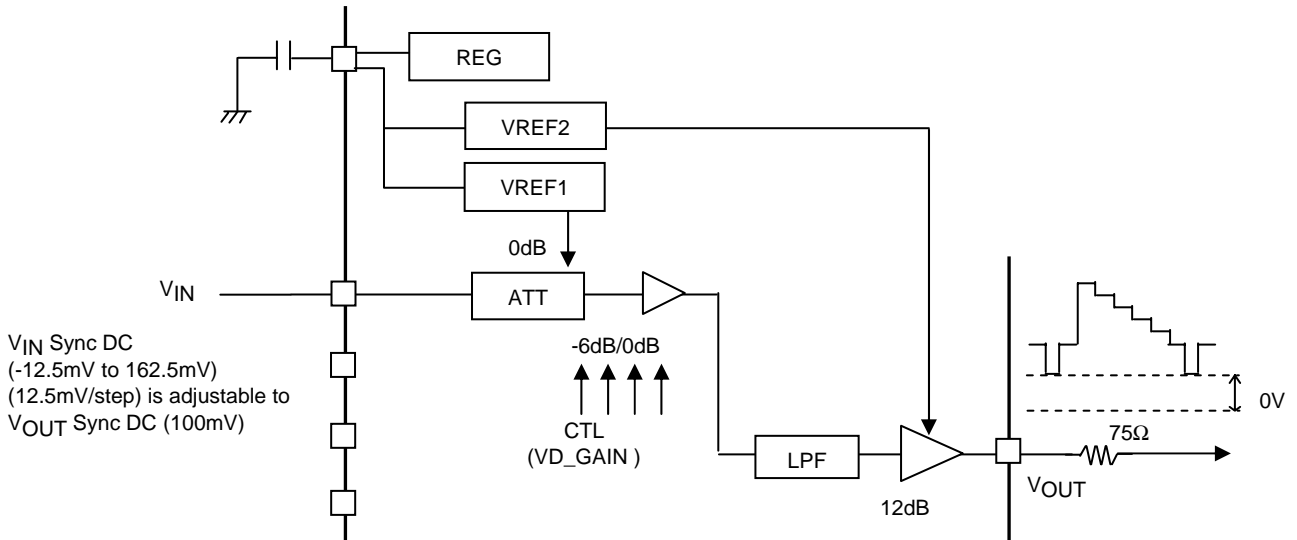 REG
VREF2
VREF1
0dB
VIN
ATT
VIN Sync DC
(-12.5mV to 162.5mV)
(12.5mV/step) is adjustable to
VOUT Sync DC (100mV)
-6dB/0dB
CTL
(VD_GAIN )
LPF
12dB
0V
75Ω
VOUT